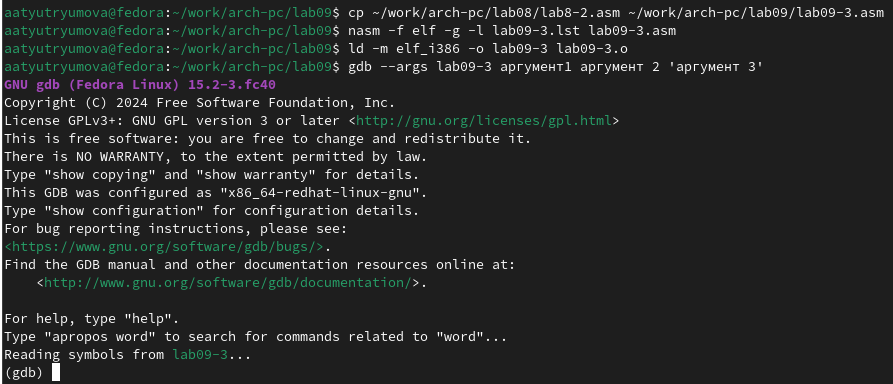 aatyutryumova@fedora:~/work/arch-pc/lab09$ cp ~/work/arch-pc/lab08/lab8-2.asm ~/work/arch-pc/lab09/lab09-3.asm
aatyutryumova@fedora:~/work/arch-pc/lab09$ nasm -f elf -g -l lab09-3.lst lab09-3.asm
aatyutryumova@fedora:~/work/arch-pc/lab09$ ld -m elf_i386 -o lab09-3 lab09-3.o
aatyutryumova@fedora:~/work/arch-pc/lab09$ gdb --args lab09-3 аргумент1 аргумент 2 'аргумент 3'
GNU gdb (Fedora Linux) 15.2-3.fc40
Copyright (C) 2024 Free Software Foundation, Inc.
License GPLv3+: GNU GPL version 3 or later <http://gnu.org/licenses/gpl.html>
This is free software: you are free to change and redistribute it.
There is NO WARRANTY, to the extent permitted by law.
Type "show copying" and "show warranty" for details.
This GDB was configured as "x86_64-redhat-linux-gnu".
Type "show configuration" for configuration details.
For bug reporting instructions, please see:
<https://www.gnu.org/software/gdb/bugs/>.
Find the GDB manual and other documentation resources online at:
    <http://www.gnu.org/software/gdb/documentation/>.

For help, type "help".
Type "apropos word" to search for commands related to "word"...
Reading symbols from lab09-3...
(gdb)